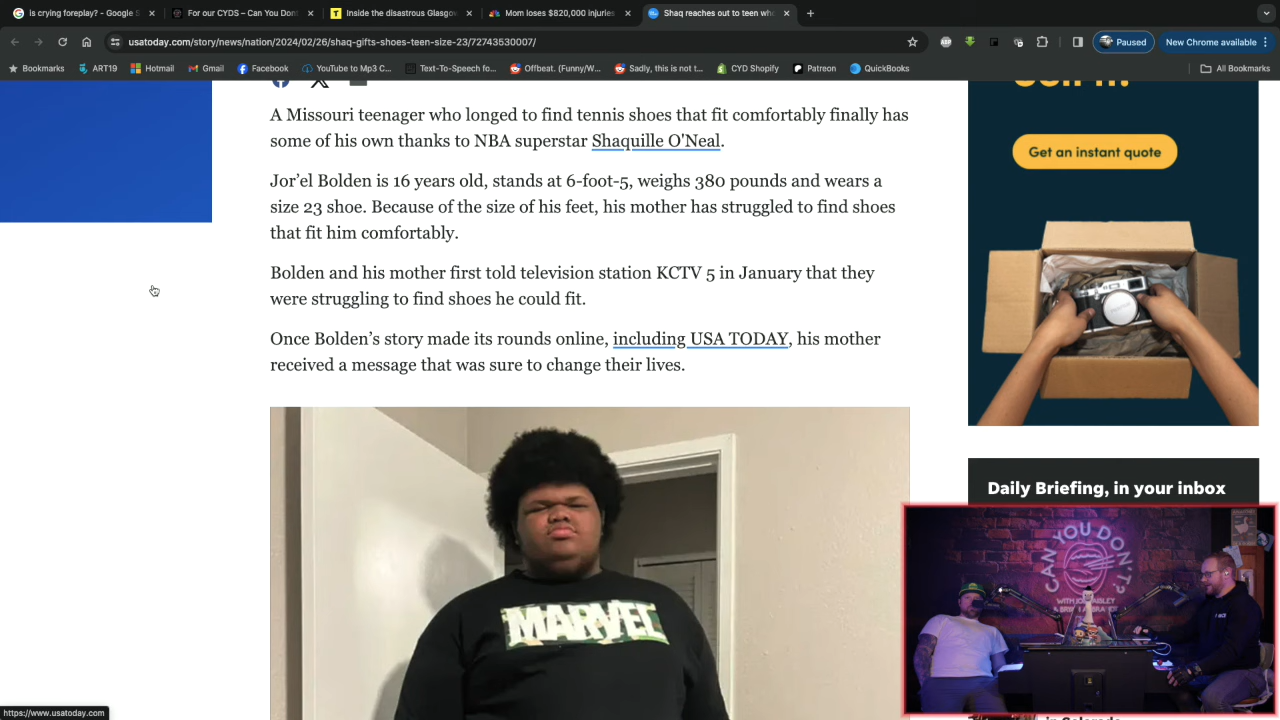 is crying foreplay? - Google S
For our CYDS – Can You Dont
Inside the disastrous Glasgow
Mom loses $820,000 injuries
Shaq reaches out to teen who
usatoday.com/story/news/nation/2024/02/26/shaq-gifts-shoes-teen-size-23/72743530007/
Paused
New Chrome available
Bookmarks
ART19
Hotmail
Gmail
Facebook
YouTube to Mp3 C...
Text-To-Speech fo...
Offbeat. (Funny/W...
Sadly, this is not t...
CYD Shopify
Patreon
QuickBooks
All Bookmarks
A Missouri teenager who longed to find tennis shoes that fit comfortably finally has
some of his own thanks to NBA superstar Shaquille O'Neal.
Jor’el Bolden is 16 years old, stands at 6-foot-5, weighs 380 pounds and wears a
size 23 shoe. Because of the size of his feet, his mother has struggled to find shoes
that fit him comfortably.
Bolden and his mother first told television station KCTV 5 in January that they
were struggling to find shoes he could fit.
Once Bolden’s story made its rounds online, including USA TODAY, his mother
received a message that was sure to change their lives.
MARVEL
Get an instant quote
Daily Briefing, in your inbox
CAN YOU DON'T?
https://www.usatoday.com